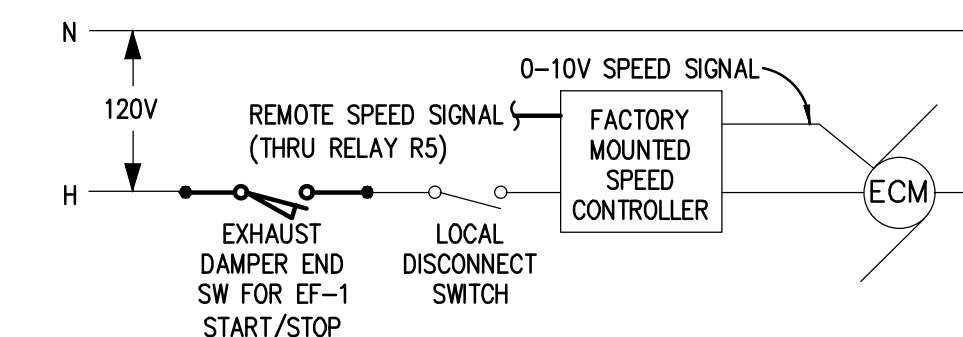 N
0-10V SPEED SIGNAL
120V
REMOTE SPEED SIGNAL
(THRU RELAY R5)
FACTORY
MOUNTED
SPEED
CONTROLLER
H
ECM
EXHAUST
DAMPER END
SW FOR EF-1
START/STOP
LOCAL
DISCONNECT
SWITCH